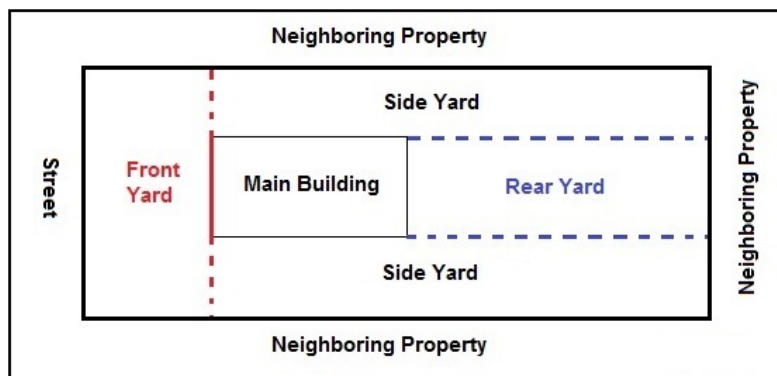 Neighboring Property
Side Yard
Street
Front
Yard
Main Building
Rear Yard
Neighboring Property
Side Yard
Neighboring Property